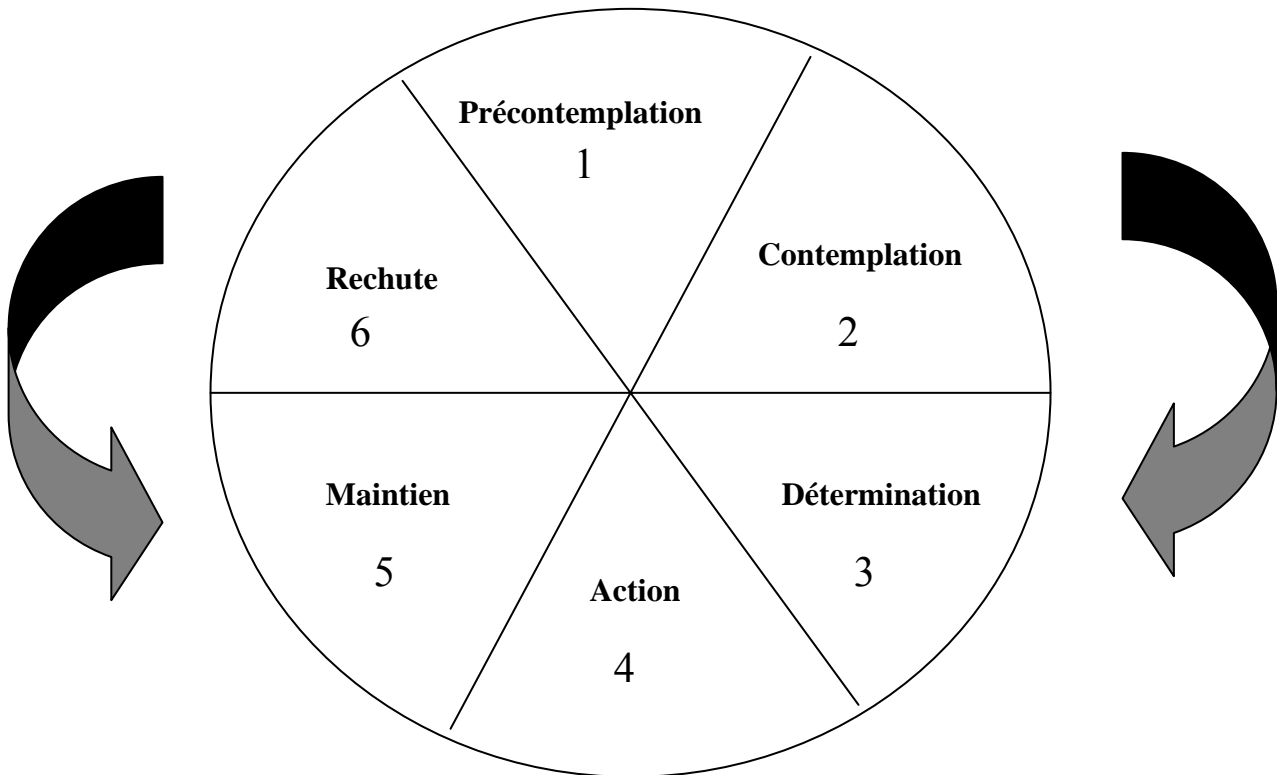 Précontemplation
1
Contemplation
2
Détermination
3
Action
4
Maintien
5
Rechute
6